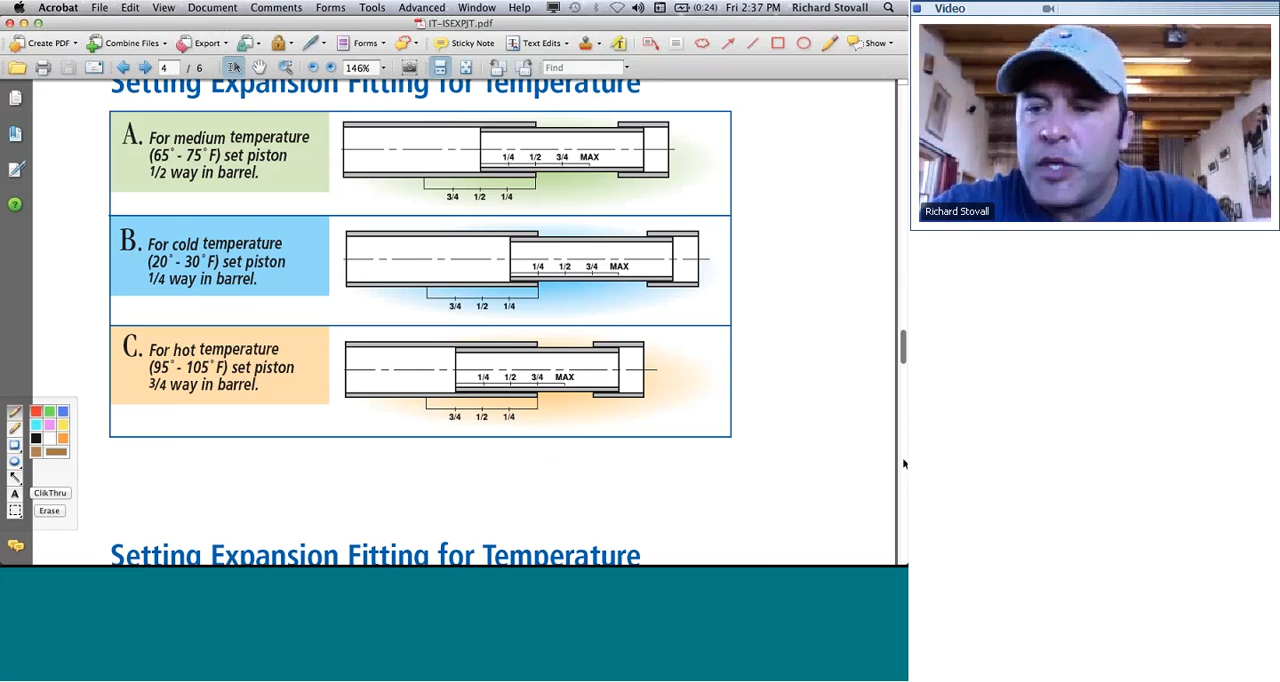 Acrobat File Edit View Document Comments Forms Tools Advanced Window Help (0:24) Fri 2:37 PM Richard Stovall
Video
IT-ISEXPJT.pdf
Create PDF Combine Files Export Forms Sticky Note Text Edits Show
4 / 6 146% Find
Setting Expansion Fitting for Temperature
A. For medium temperature
(65° - 75°F) set piston
1/2 way in barrel.
1/4 1/2 3/4 MAX
3/4 1/2 1/4
Richard Stovall
B. For cold temperature
(20° - 30°F) set piston
1/4 way in barrel.
1/4 1/2 3/4 MAX
3/4 1/2 1/4
C. For hot temperature
(95° - 105°F) set piston
3/4 way in barrel.
1/4 1/2 3/4 MAX
3/4 1/2 1/4
A
ClikThru
Erase
Setting Expansion Fitting for Temperature